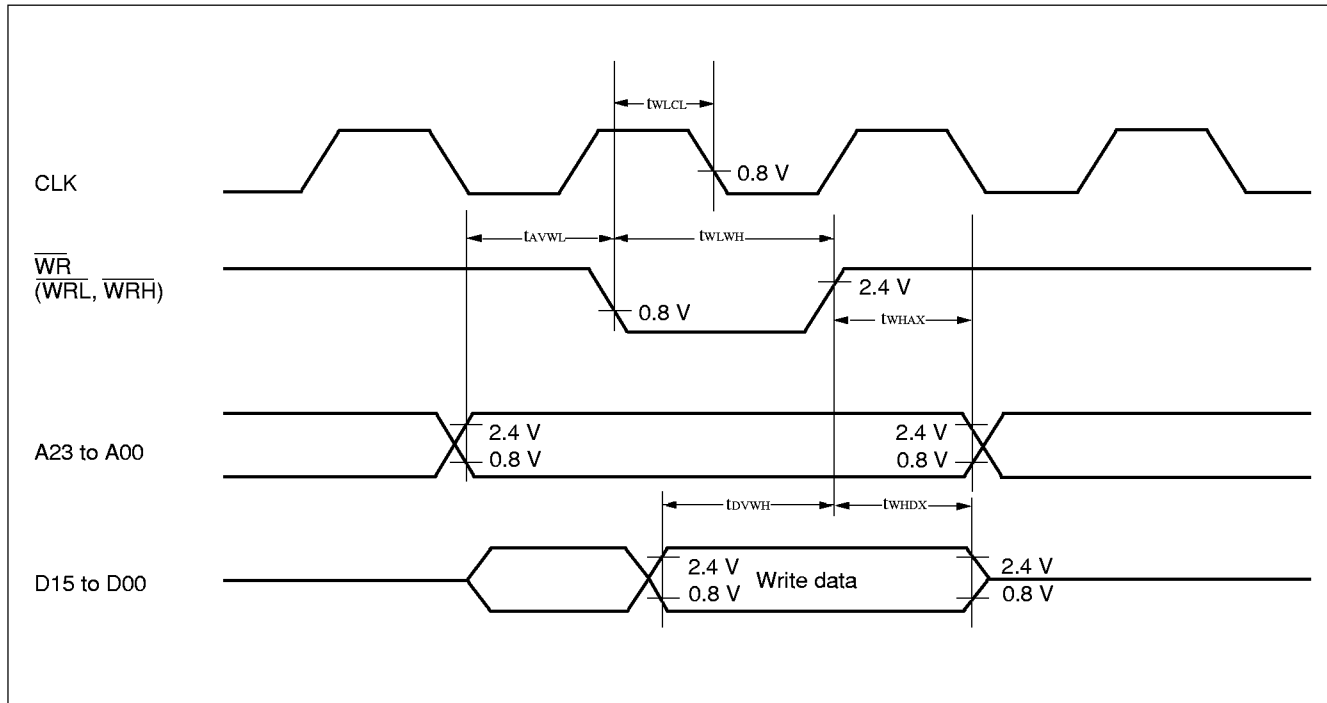 tWLCL
CLK
0.8 V
tAVWL
tWLWH
WR
(WRL, WRH)
2.4 V
0.8 V
tWHAX
A23 to A00
2.4 V
2.4 V
0.8 V
0.8 V
tDVWH
tWHDX
D15 to D00
2.4 V
Write data
2.4 V
0.8 V
0.8 V